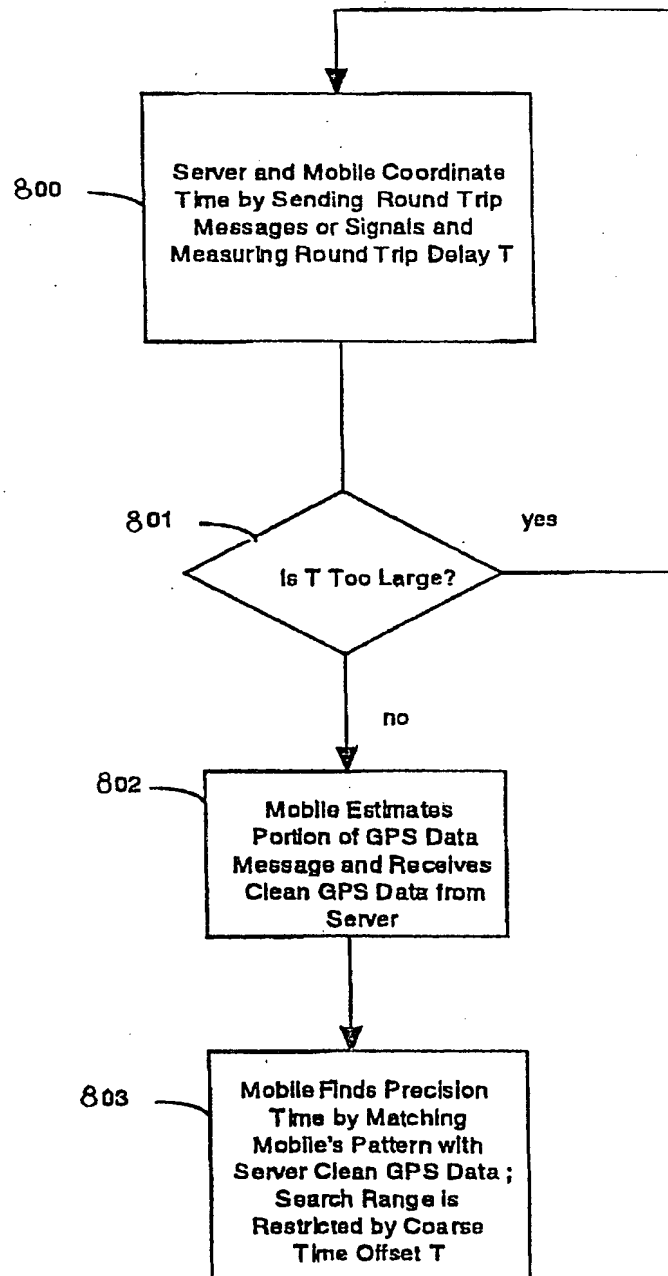 800
Server and Mobile Coordinate
Time by Sending Round Trip
Messages or Signals and
Measuring Round Trip Delay T
801
yes
Is T Too Large?
no
802
Mobile Estimates
Portion of GPS Data
Message and Receives
Clean GPS Data from
Server
803
Mobile Finds Precision
Time by Matching
Mobile's Pattern with
Server Clean GPS Data ;
Search Range is
Restricted by Coarse
Time Offset T